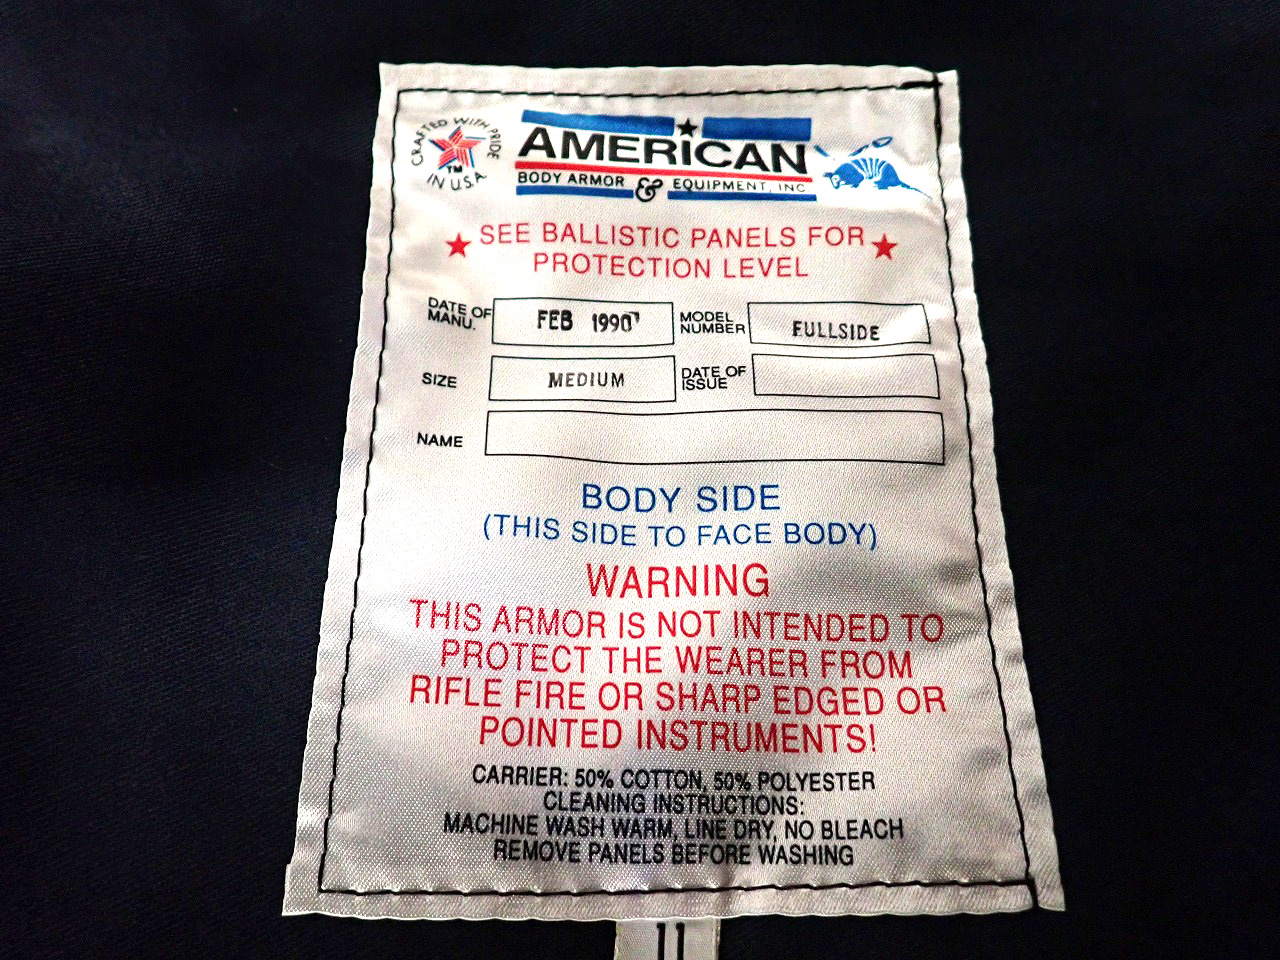 CRAFTED WITH PRIDE
TM
IN U.S.A.
AMERICAN
BODY ARMOR & EQUIPMENT, INC
SEE BALLISTIC PANELS FOR
PROTECTION LEVEL
DATE OF MANU. FEB 1990 MODEL NUMBER FULLSIDE
SIZE MEDIUM DATE OF ISSUE
NAME
BODY SIDE
(THIS SIDE TO FACE BODY)
WARNING
THIS ARMOR IS NOT INTENDED TO
PROTECT THE WEARER FROM
RIFLE FIRE OR SHARP EDGED OR
POINTED INSTRUMENTS!
CARRIER: 50% COTTON, 50% POLYESTER
CLEANING INSTRUCTIONS:
MACHINE WASH WARM, LINE DRY, NO BLEACH
REMOVE PANELS BEFORE WASHING